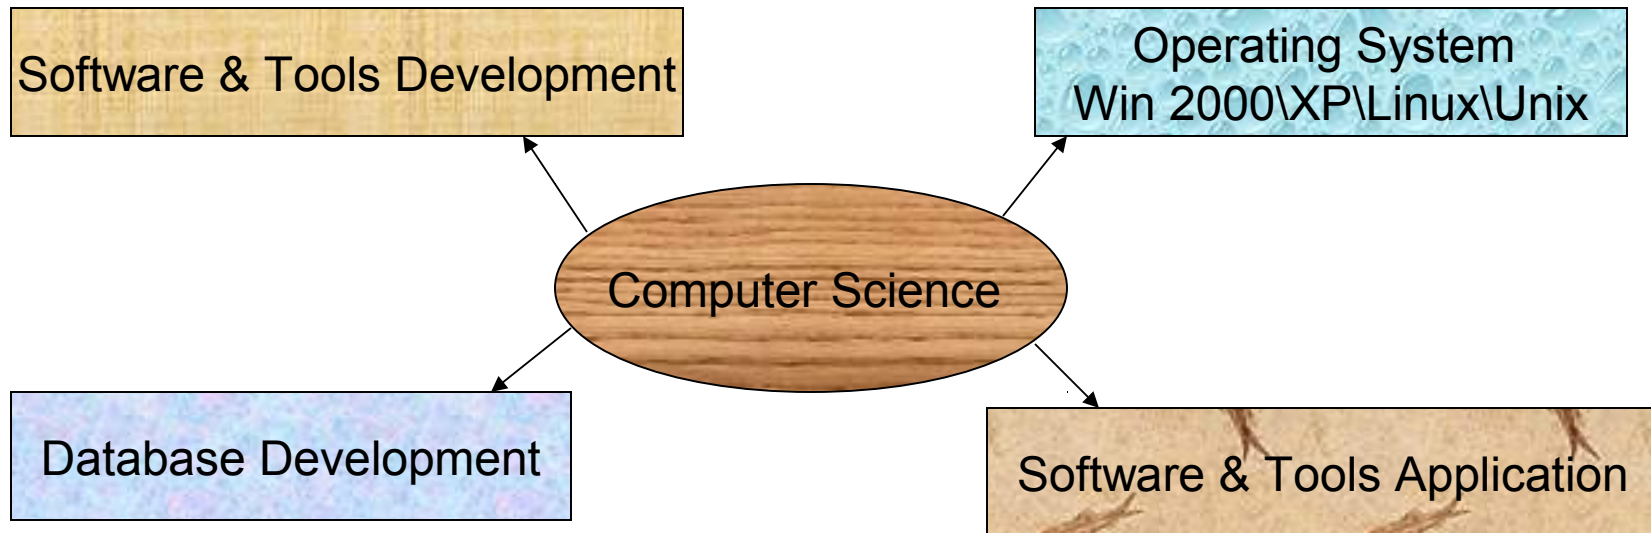 Software & Tools Development
Operating System
Win 2000\XP\Linux\Unix
Computer Science
Database Development
Software & Tools Application